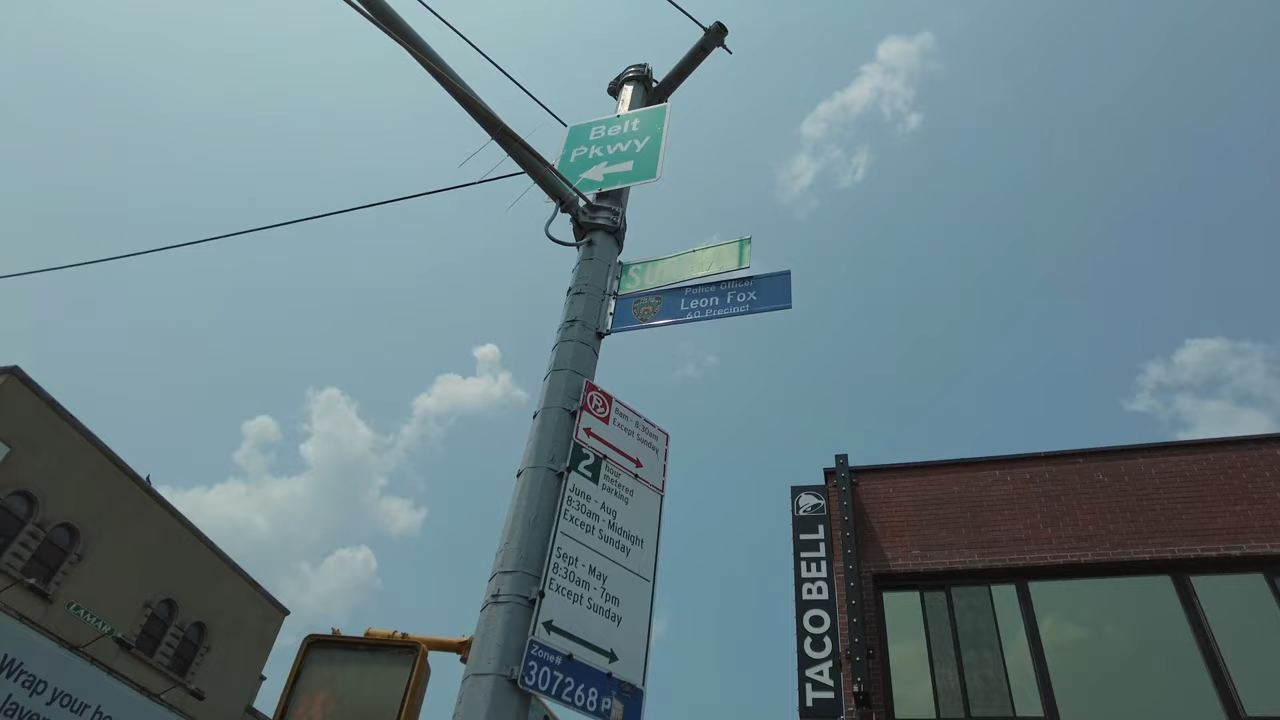 Belt
Pkwy
Police Officer
Leon Fox
60 Precinct
8am - 8:30am
Except Sunday
2
hour
metered
parking
June - Aug
8:30am - Midnight
Except Sunday
Sept - May
8:30am - 7pm
Except Sunday
Zone#
307268
TACO BELL
LAMAR
Wrap your